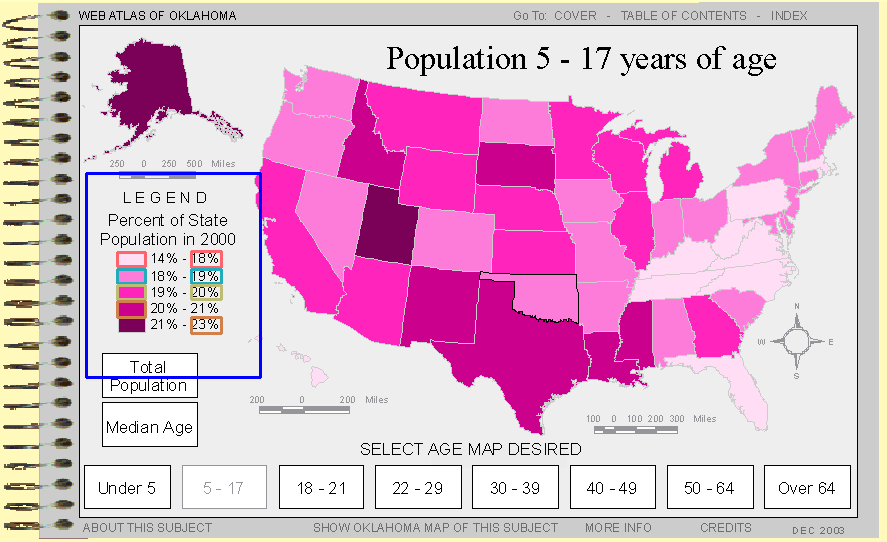 WEB ATLAS OF OKLAHOMA
Go To: COVER - TABLE OF CONTENTS - INDEX
Population 5 - 17 years of age
250 0 250 500 Miles
LEGEND
Percent of State
Population in 2000
14% - 18%
18% - 19%
19% - 20%
20% - 21%
21% - 23%
N
W E
S
Total
Population
200 0 200 Miles
Median Age
100 0 100 200 300 Miles
SELECT AGE MAP DESIRED
Under 5 5 - 17 18 - 21 22 - 29 30 - 39 40 - 49 50 - 64 Over 64
ABOUT THIS SUBJECT SHOW OKLAHOMA MAP OF THIS SUBJECT MORE INFO CREDITS DEC 2003